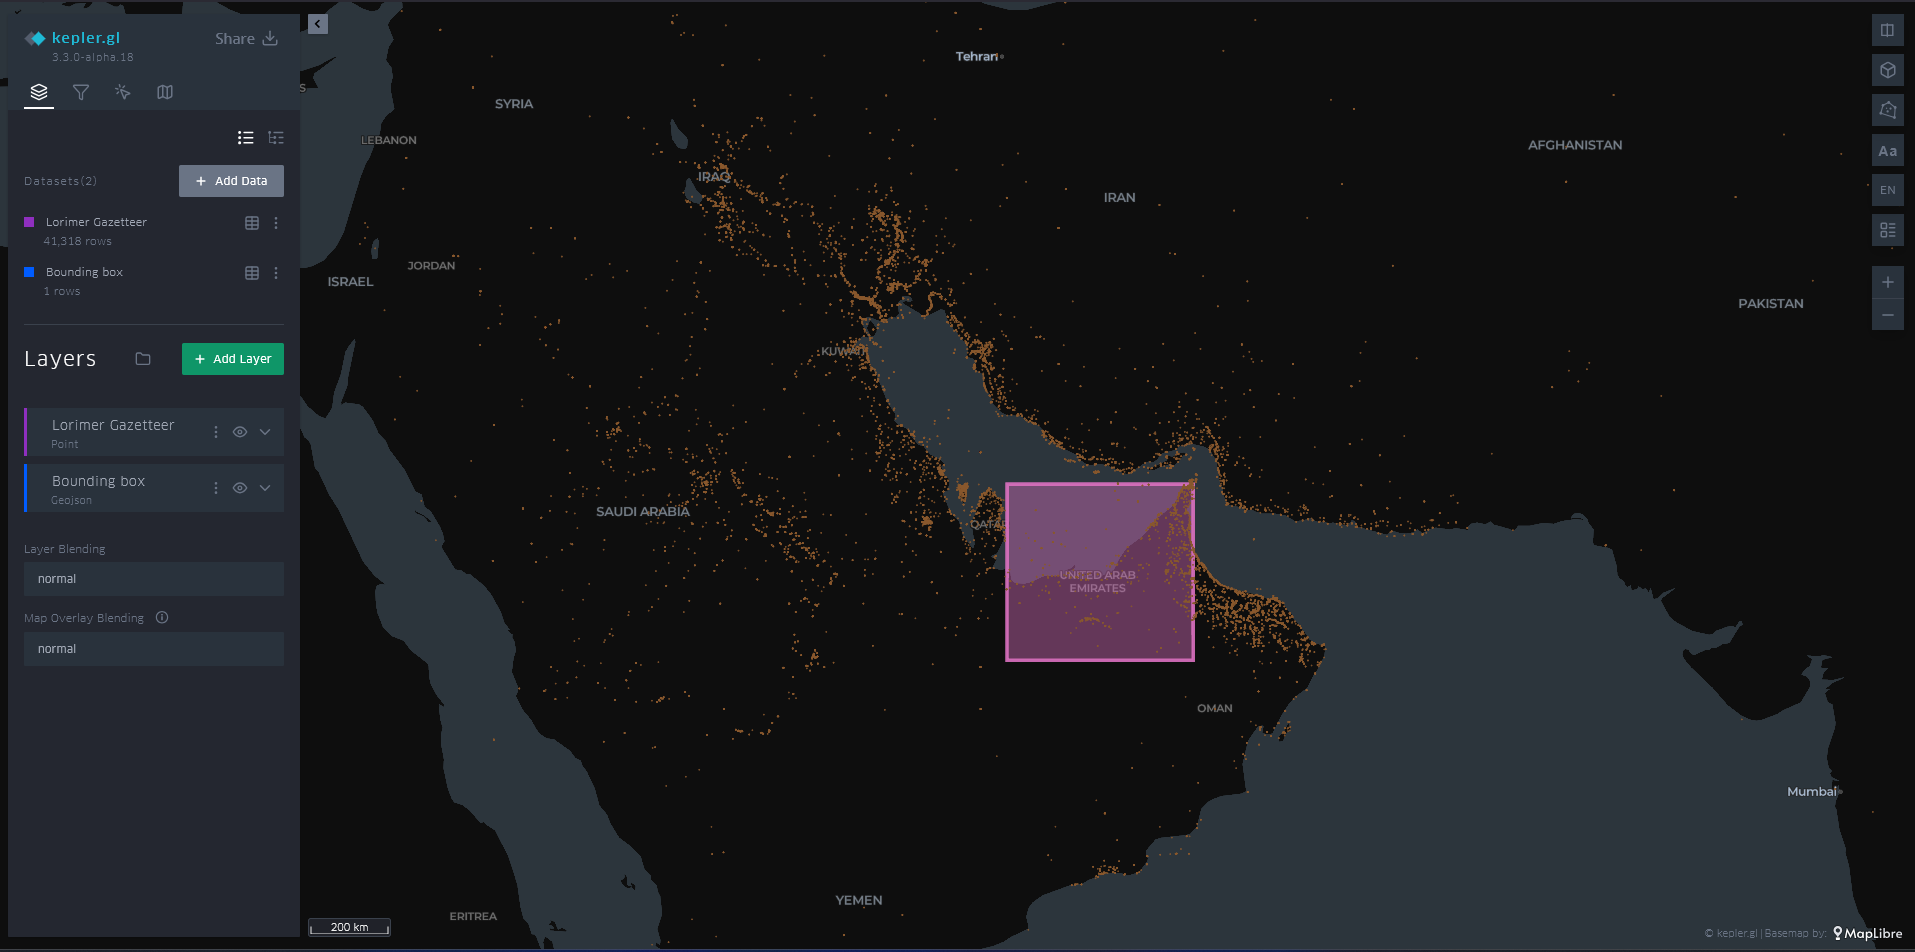 kepler.gl
3.3.0-alpha.18
Share
Datasets(2)
+ Add Data
Lorimer Gazetteer
41,318 rows
Bounding box
1 rows
Layers
+ Add Layer
Lorimer Gazetteer
Point
Bounding box
Geojson
Layer Blending
normal
Map Overlay Blending
normal
Tehran
SYRIA
LEBANON
AFGHANISTAN
IRAQ
IRAN
JORDAN
ISRAEL
PAKISTAN
KUWAIT
SAUDI ARABIA
QATAR
UNITED ARAB
EMIRATES
OMAN
Mumbai
YEMEN
ERITREA
200 km
Aa
EN
© kepler.gl | Basemap by: MapLibre